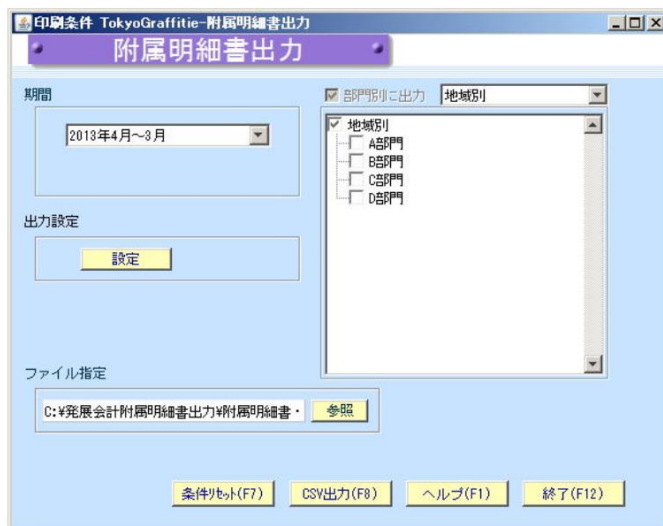 印刷条件 TokyoGraffitie-附属明細書出力
附属明細書出力
期間
2013年4月～3月
出力設定
設定
部門別に出力 地域別
地域別
A部門
B部門
C部門
D部門
ファイル指定
C:¥発展会計附属明細書出力¥附属明細書・ 参照
条件リセット(F7) CSV出力(F8) ヘルプ(F1) 終了(F12)